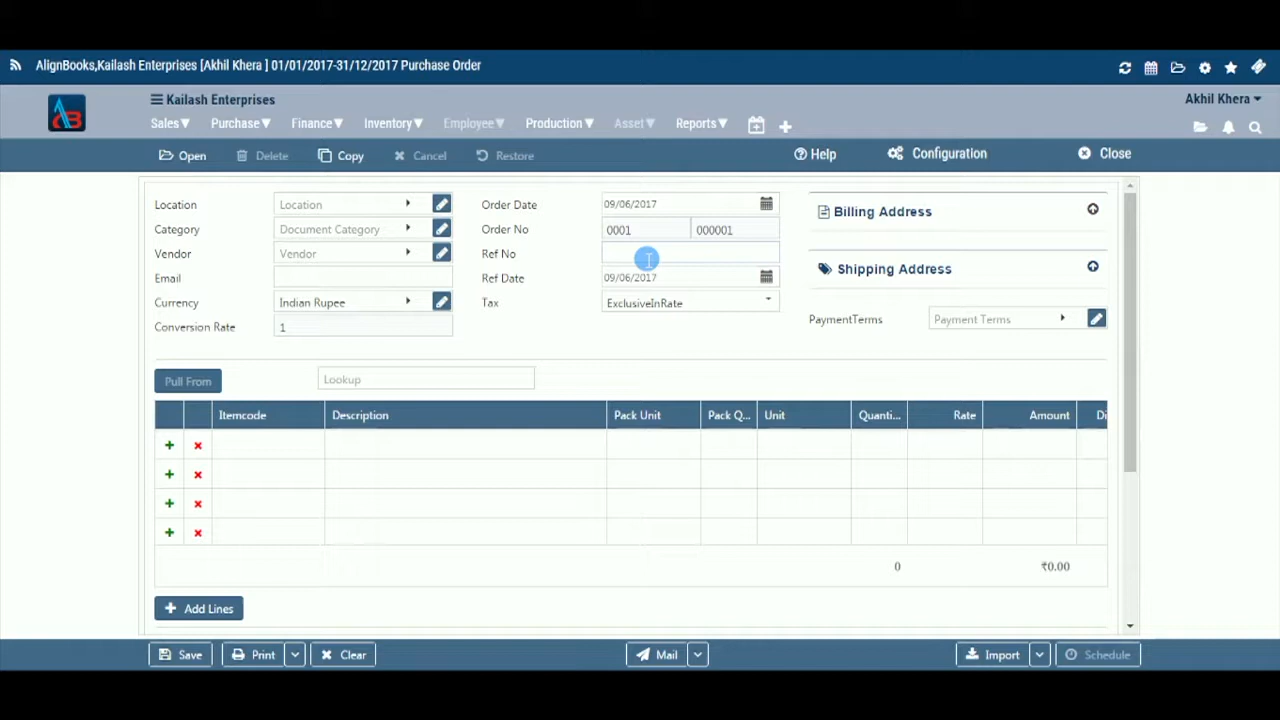 AlignBooks,Kailash Enterprises [Akhil Khera ] 01/01/2017-31/12/2017 Purchase Order
Kailash Enterprises
Akhil Khera
Sales Purchase Finance Inventory Employee Production Asset Reports
Open Delete Copy Cancel Restore Help Configuration Close
Location Location Order Date 09/06/2017 Billing Address
Category Document Category Order No 0001 000001
Vendor Vendor Ref No
Email Ref Date 09/06/2017 Shipping Address
Currency Indian Rupee Tax ExclusiveInRate
PaymentTerms Payment Terms
Conversion Rate 1
Pull From Lookup
Itemcode Description Pack Unit Pack Q... Unit Quanti... Rate Amount Di
0 ₹0.00
Add Lines
Save Print Clear Mail Import Schedule